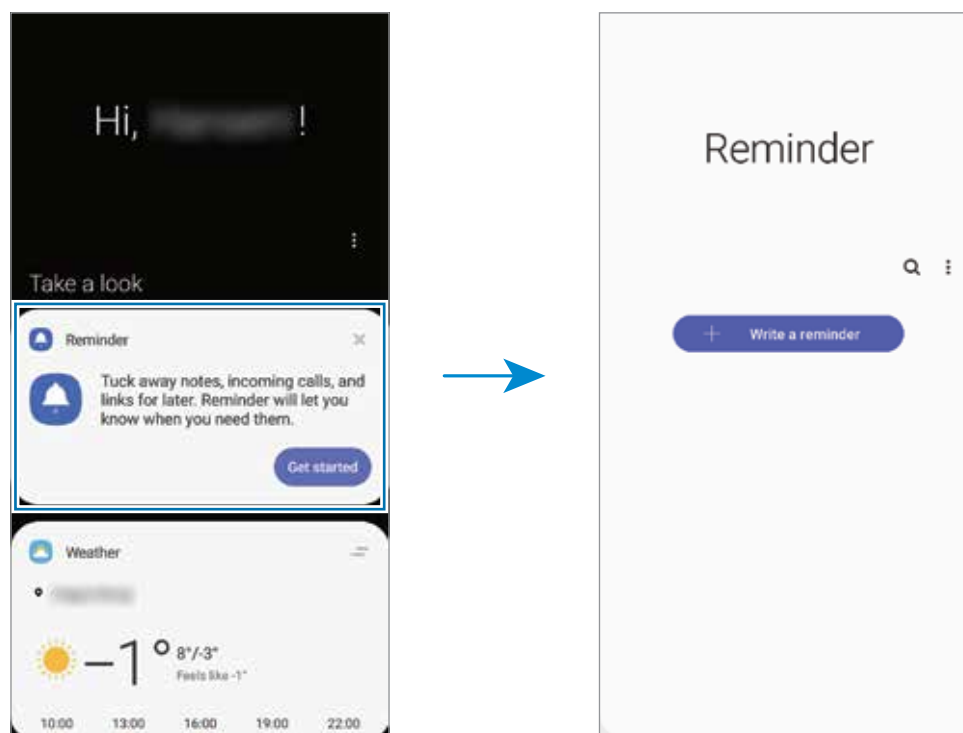 Hi, !
Take a look
Reminder
Tuck away notes, incoming calls, and
links for later. Reminder will let you
know when you need them.
Get started
Weather
-1° 8°/-3°
Feels like -1°
10:00 13:00 16:00 19:00 22:00
Reminder
Write a reminder